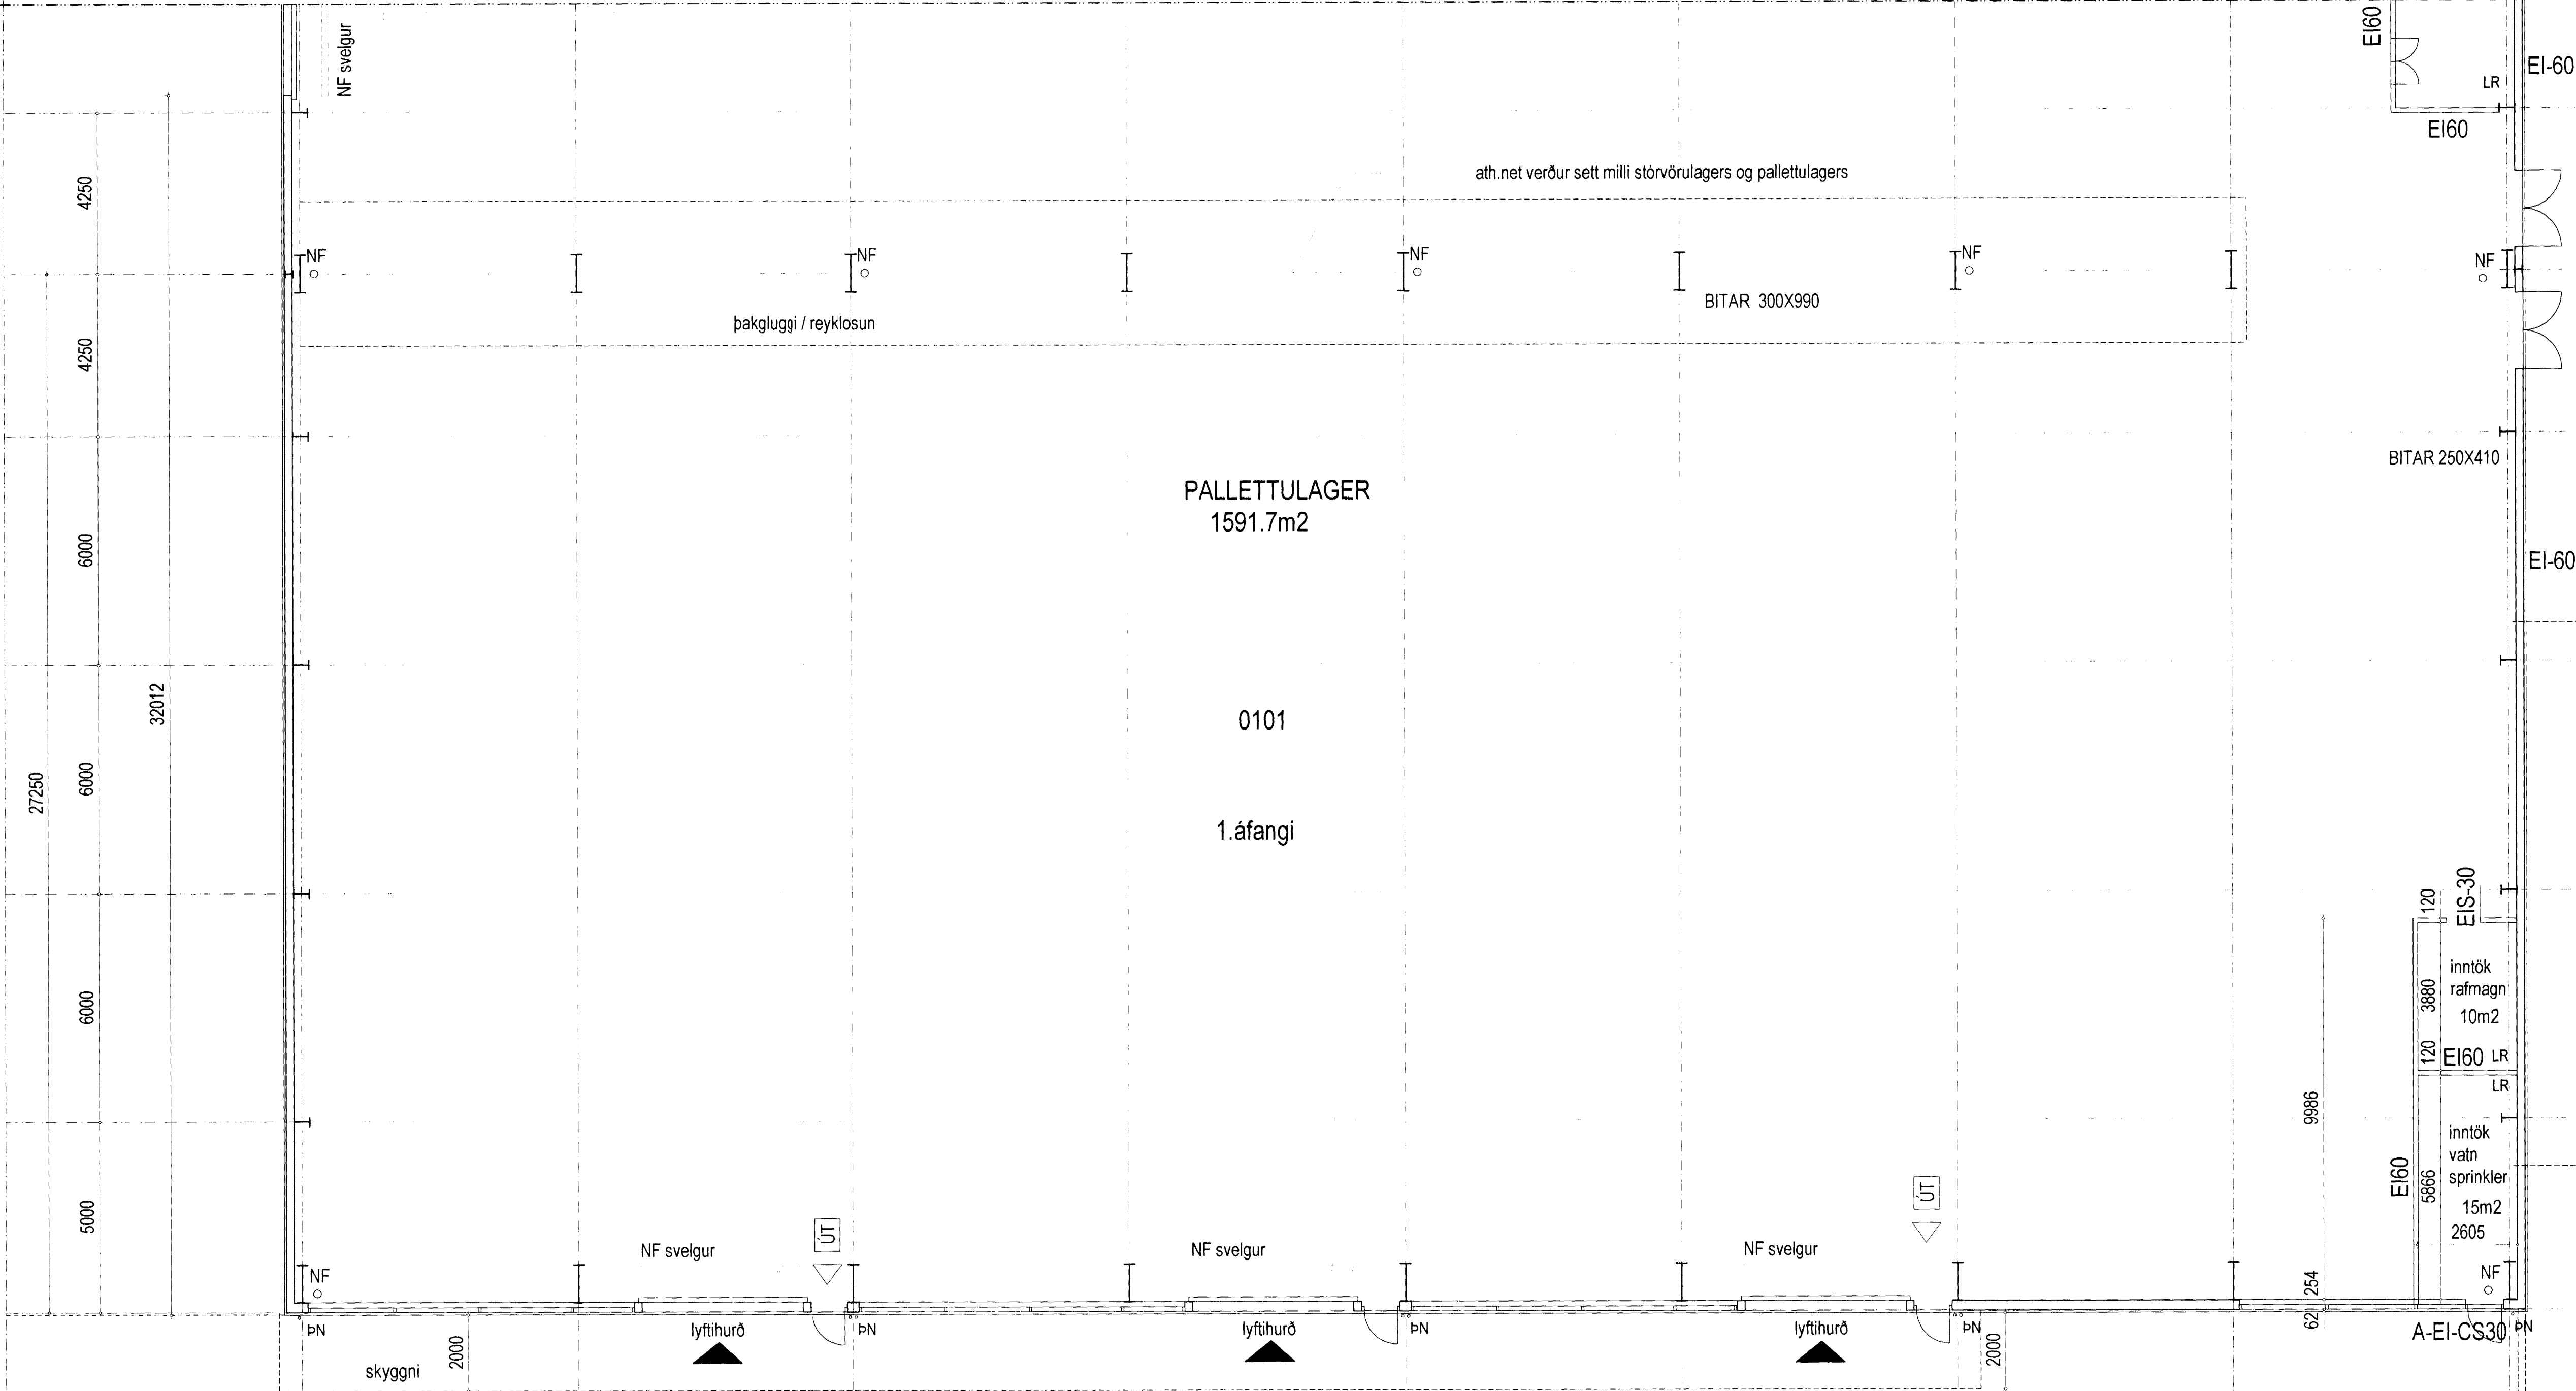 NF svelgur
EI60
EI-60
LR
EI60
ath.net verður sett milli stórvörulagers og pallettulagers
4250
NF
NF
NF
NF
NF
BITAR 300X990
þakgluggi / reyklosun
4250
BITAR 250X410
PALLETTULAGER
1591.7m2
6000
EI-60
32012
0101
27250
6000
1.áfangi
120
EIS-30
inntök
rafmagn
10m2
3880
6000
120
EI60
LR
LR
9986
inntök
vatn
sprinkler
15m2
2605
EI60
5866
5000
ÚT
ÚT
NF svelgur
NF svelgur
NF svelgur
NF
NF
254
62
þN
lyftihurð
þN
lyftihurð
þN
lyftihurð
þN
A-EI-CS30
þN
skyggni
2000
2000